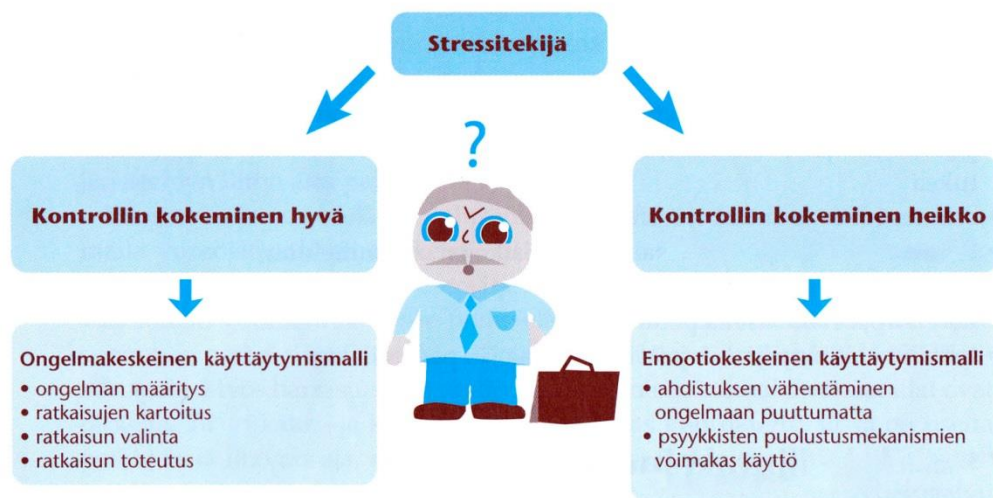 Stressitekijä
?
Kontrollin kokeminen hyvä
Kontrollin kokeminen heikko
Ongelmakeskeinen käyttäytymismalli
• ongelman määritys
• ratkaisujen kartoitus
• ratkaisun valinta
• ratkaisun toteutus
Emootiokeskeinen käyttäytymismalli
• ahdistuksen vähentäminen
ongelmaan puuttumatta
• psyykkisten puolustusmekanismien
voimakas käyttö